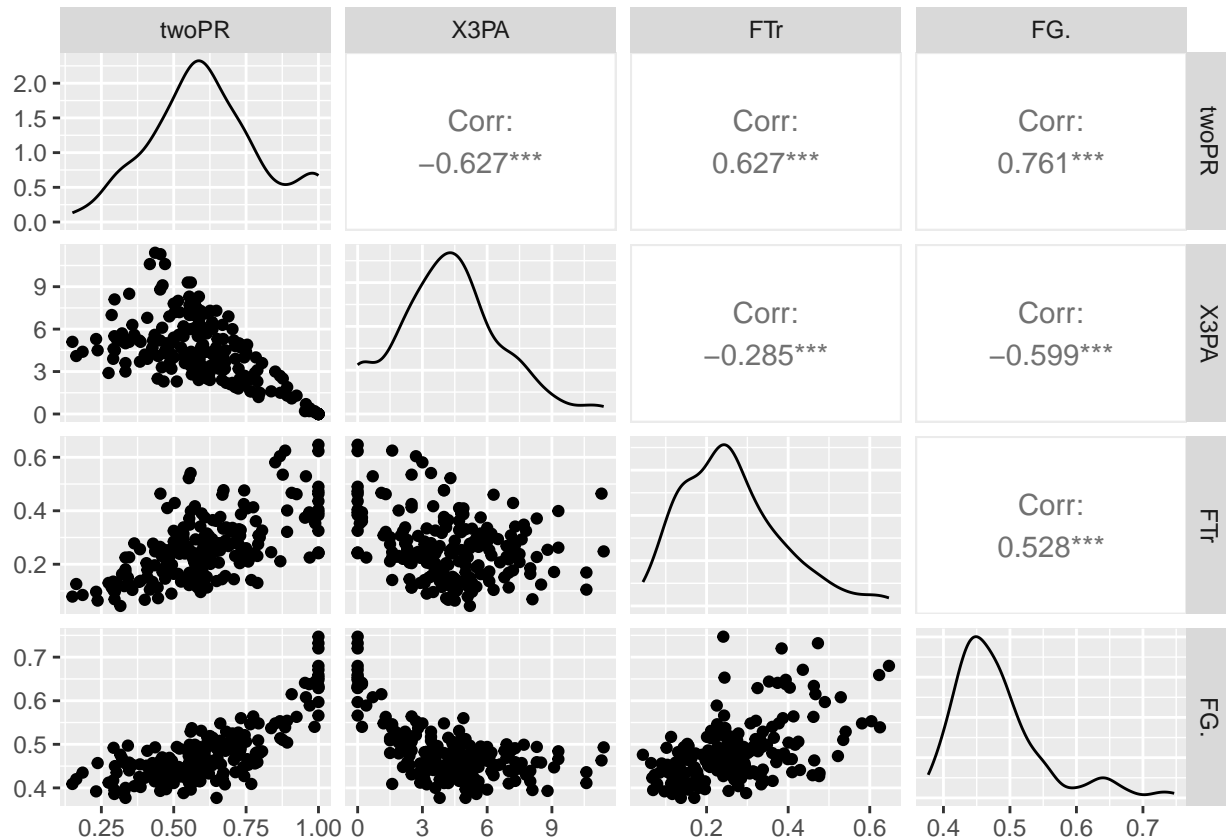 twoPR X3PA FTr FG.
2.0
1.5
1.0
0.5
0.0
Corr:
−0.627***
Corr:
0.627***
Corr:
0.761***
twoPR
9
6
3
0
Corr:
−0.285***
Corr:
−0.599***
X3PA
0.6
0.4
0.2
Corr:
0.528***
FTr
0.7
0.6
0.5
0.4
FG.
0.25 0.50 0.75 1.00 0 3 6 9 0.2 0.4 0.6 0.4 0.5 0.6 0.7